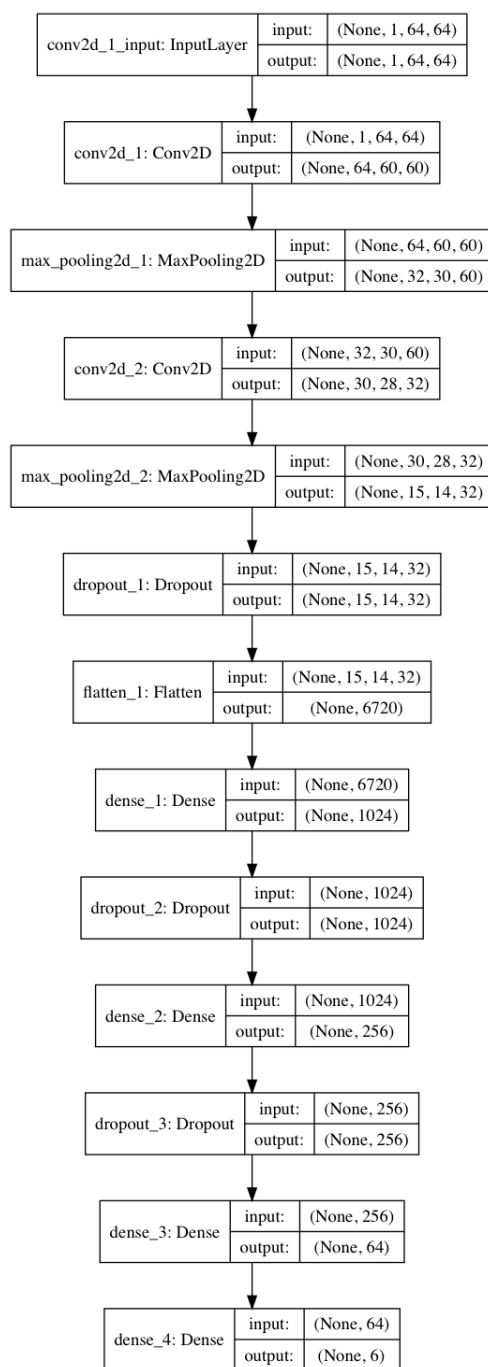 conv2d_1_input: InputLayer
input: (None, 1, 64, 64)
output: (None, 1, 64, 64)
conv2d_1: Conv2D
input: (None, 1, 64, 64)
output: (None, 64, 60, 60)
max_pooling2d_1: MaxPooling2D
input: (None, 64, 60, 60)
output: (None, 32, 30, 60)
conv2d_2: Conv2D
input: (None, 32, 30, 60)
output: (None, 30, 28, 32)
max_pooling2d_2: MaxPooling2D
input: (None, 30, 28, 32)
output: (None, 15, 14, 32)
dropout_1: Dropout
input: (None, 15, 14, 32)
output: (None, 15, 14, 32)
flatten_1: Flatten
input: (None, 15, 14, 32)
output: (None, 6720)
dense_1: Dense
input: (None, 6720)
output: (None, 1024)
dropout_2: Dropout
input: (None, 1024)
output: (None, 1024)
dense_2: Dense
input: (None, 1024)
output: (None, 256)
dropout_3: Dropout
input: (None, 256)
output: (None, 256)
dense_3: Dense
input: (None, 256)
output: (None, 64)
dense_4: Dense
input: (None, 64)
output: (None, 6)